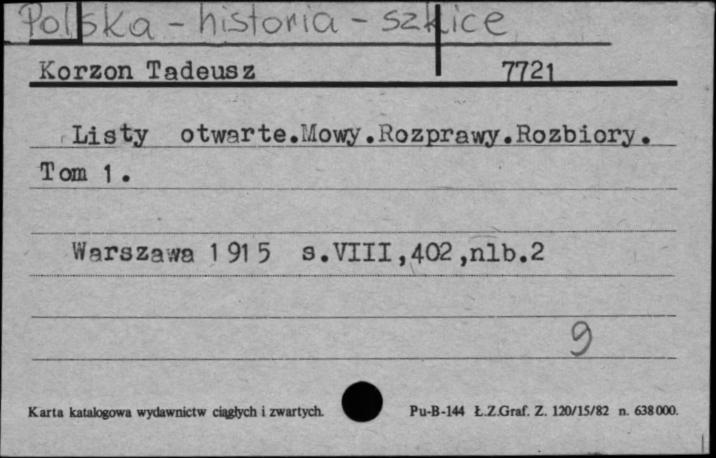 Polska - historia - szkice
Korzon Tadeusz 7721
Listy otwarte.Mowy.Rozprawy.Rozbiory.
Tom 1.
Warszawa 1915 s.VIII,402,nlb.2
9
Karta katalogowa wydawnictw ciągłych i zwartych. Pu-B-144 Ł.Z.Graf. Z. 120/15/82 n. 638000.